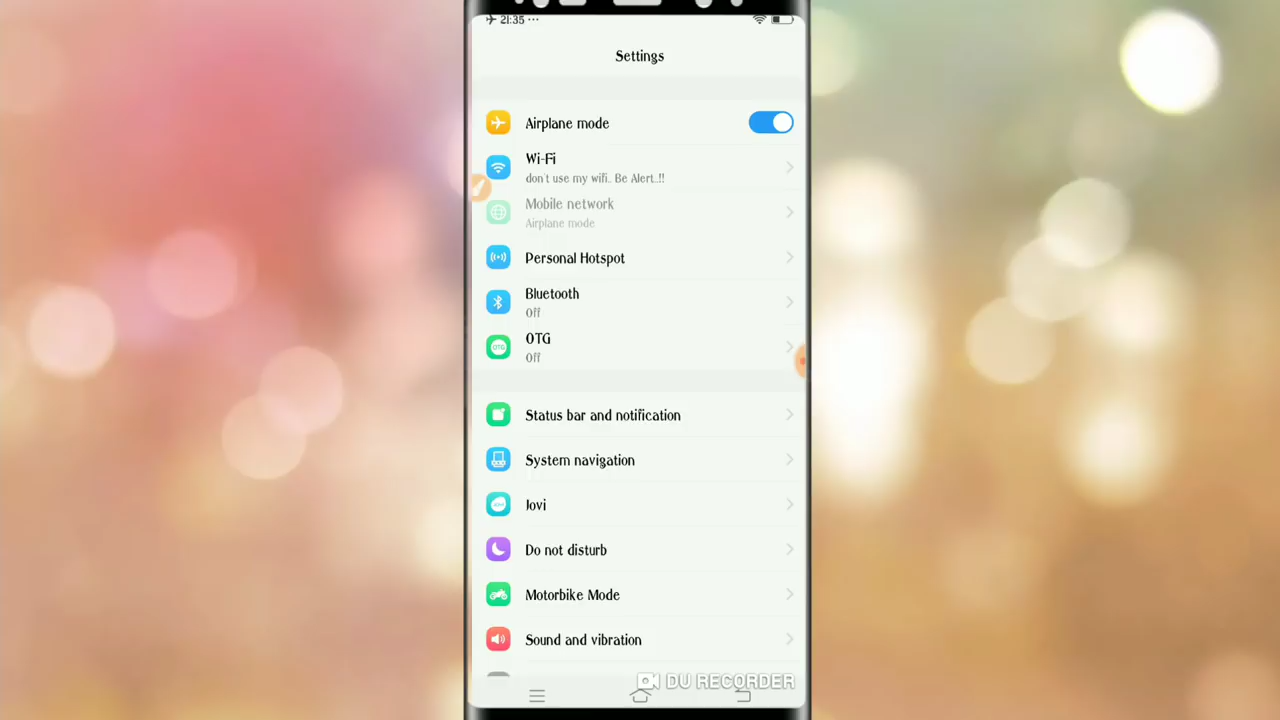 21:35 ...
Settings
Airplane mode
Wi-Fi
don't use my wifi.. Be Alert..!!
Mobile network
Airplane mode
Personal Hotspot
Bluetooth
Off
OTG
OTG
Off
Status bar and notification
System navigation
Jovi
Do not disturb
Motorbike Mode
Sound and vibration
DU RECORDER